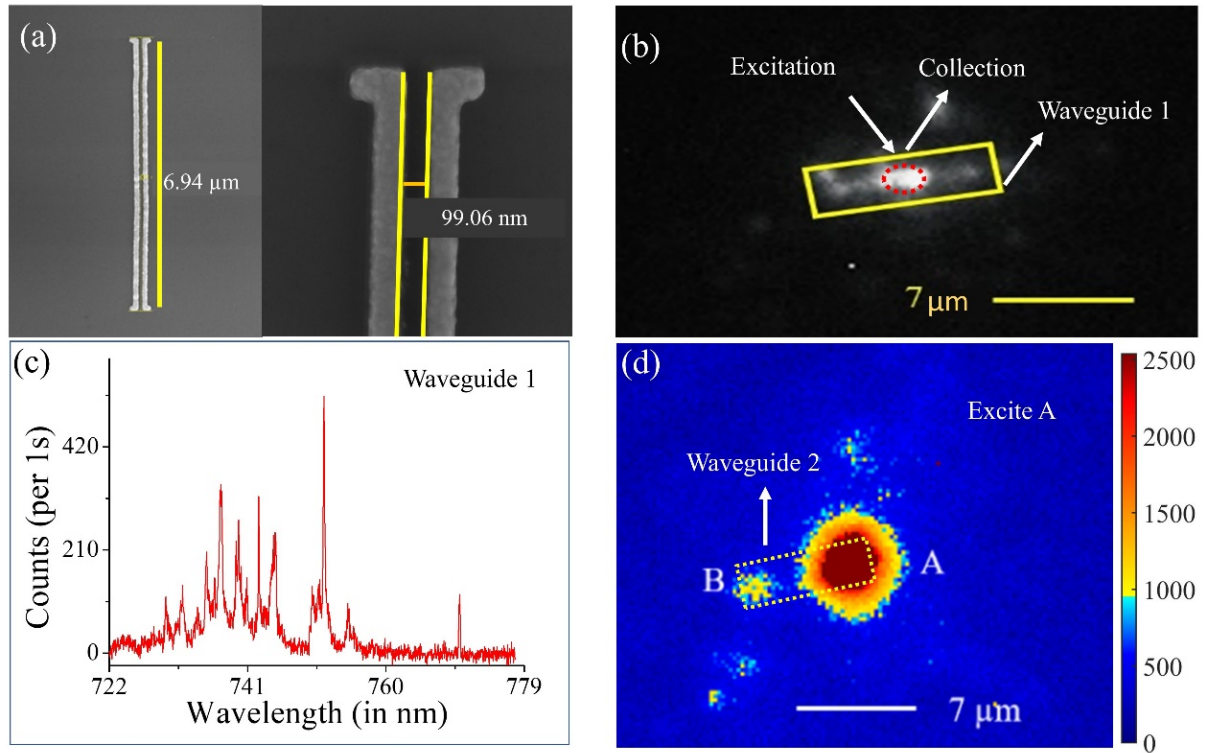 (a)
6.94 µm
99.06 nm
(b)
Excitation
Collection
Waveguide 1
7 µm
(c)
Waveguide 1
Counts (per 1s)
420
210
0
722
741
760
779
Wavelength (in nm)
(d)
Excite A
Waveguide 2
B
A
7 µm
2500
2000
1500
1000
500
0